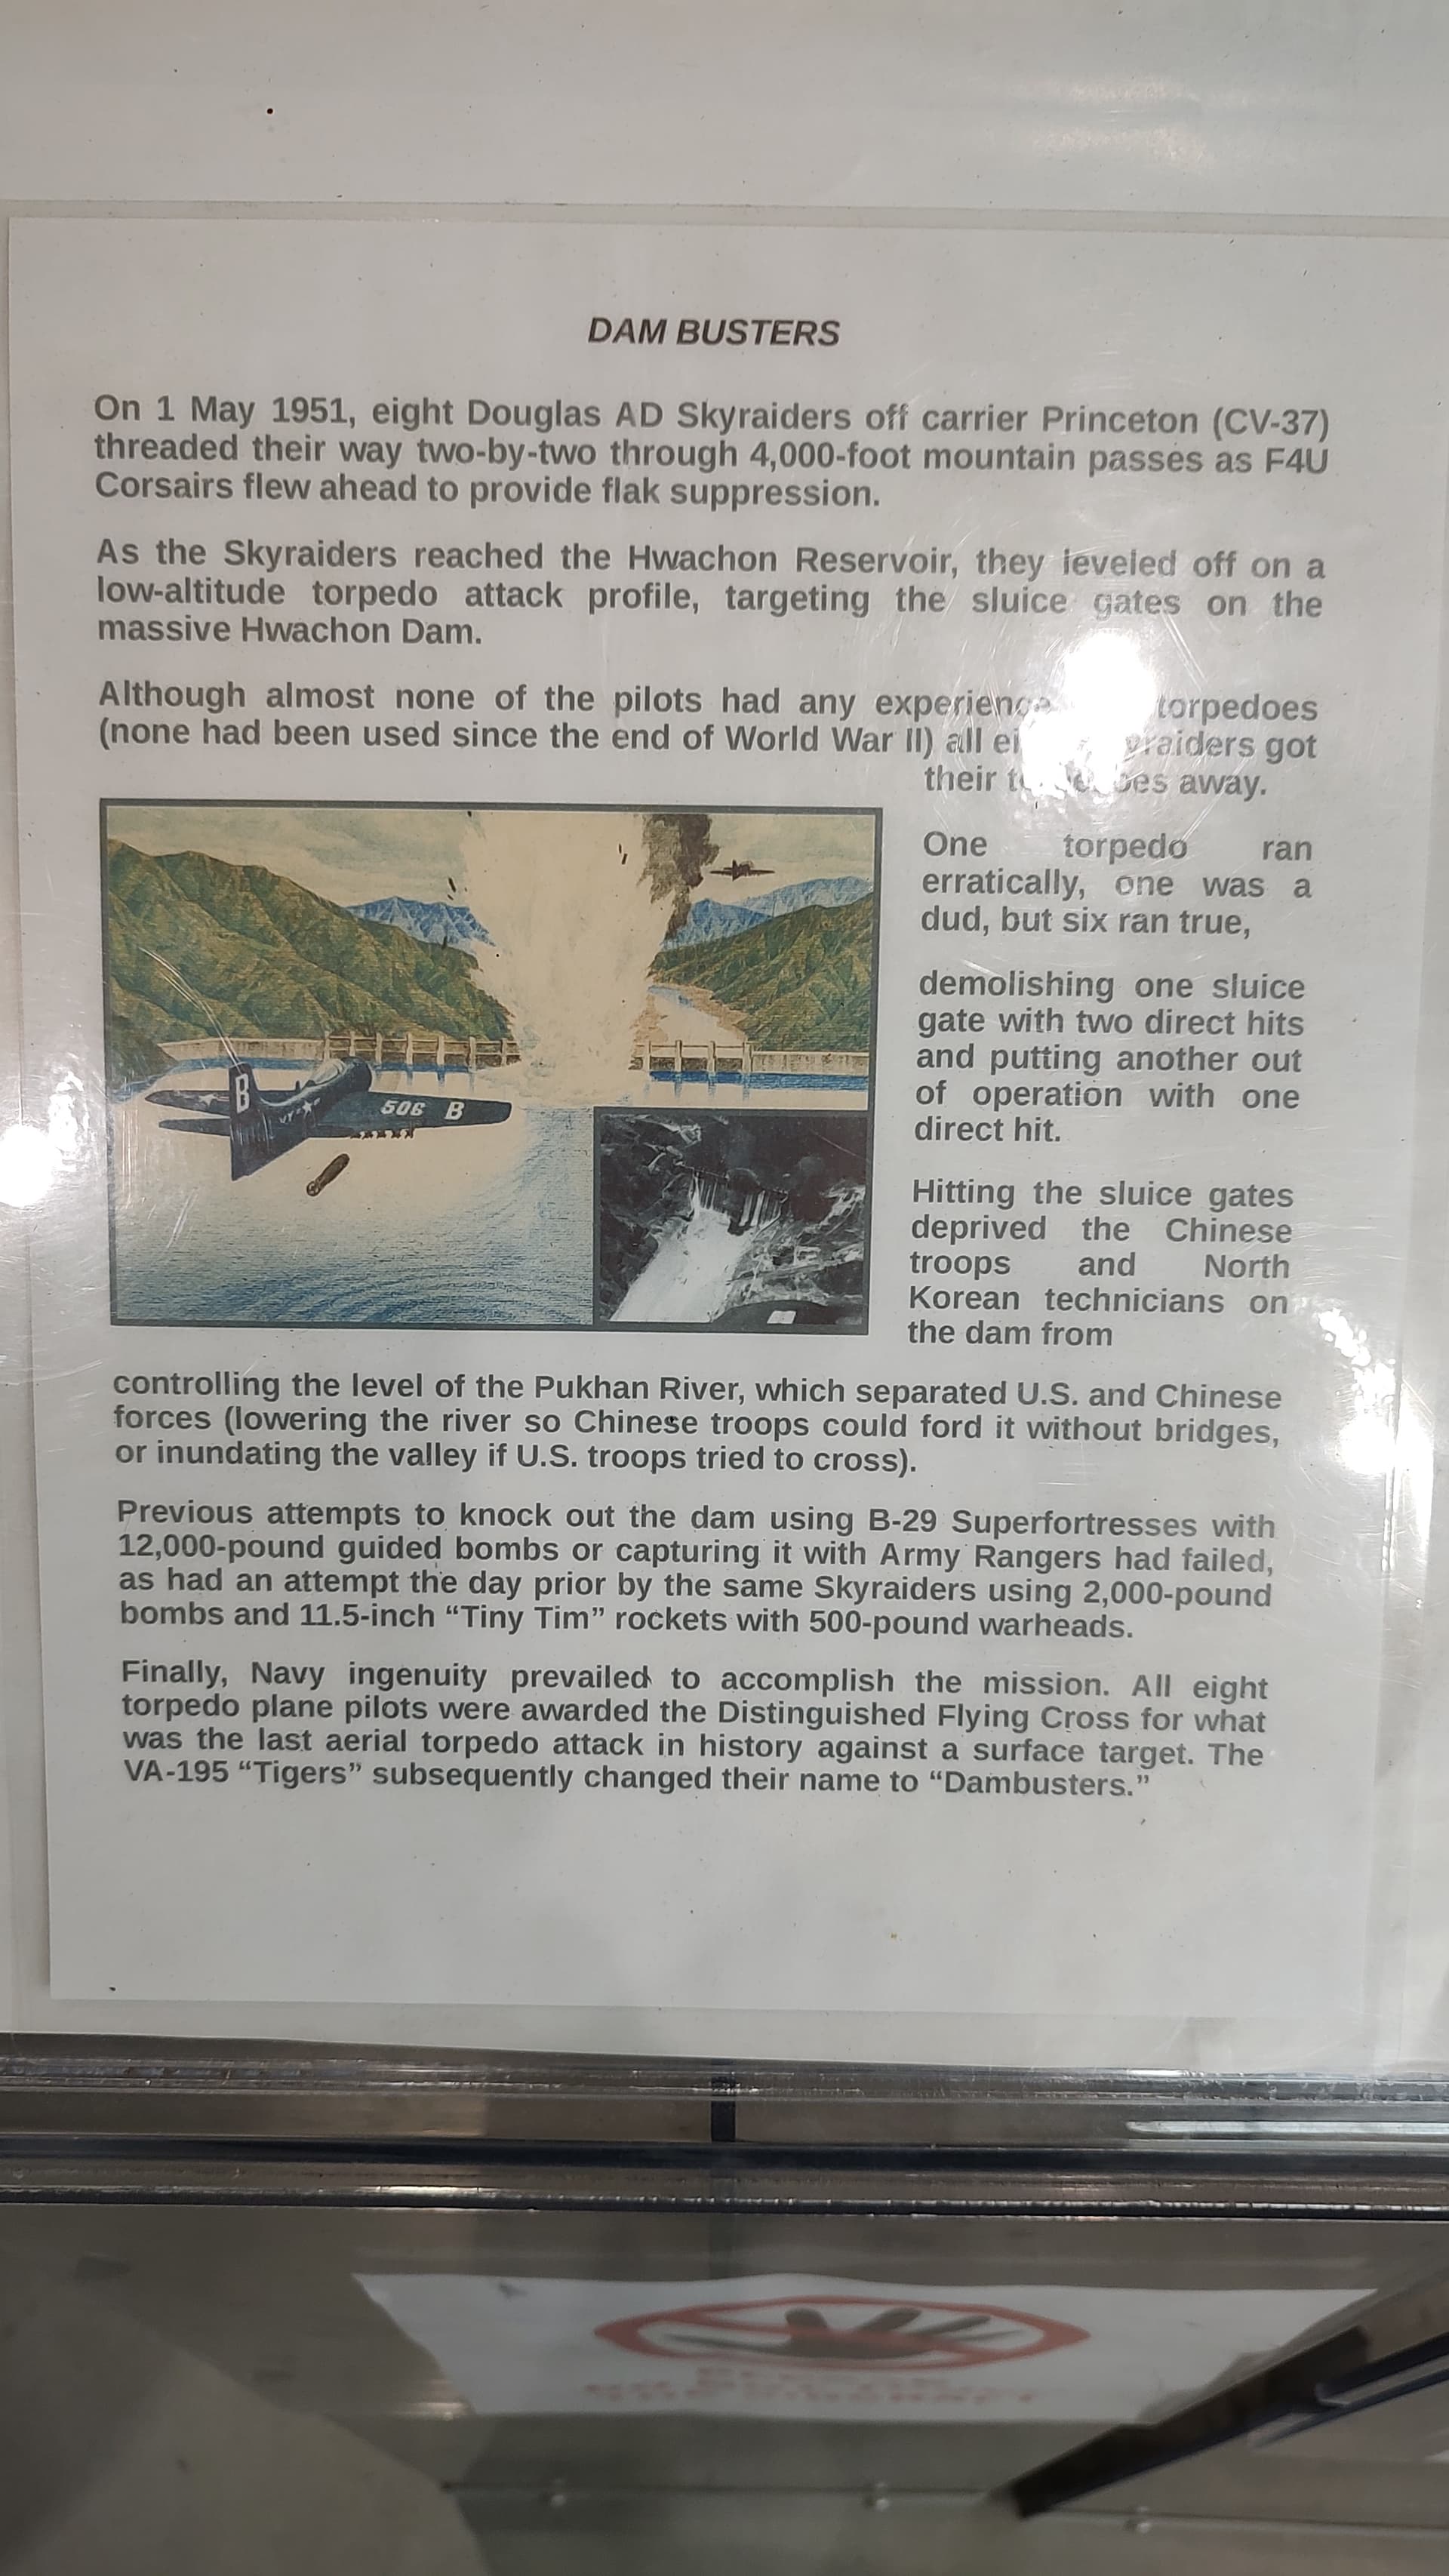 DAM BUSTERS
On 1 May 1951, eight Douglas AD Skyraiders off carrier Princeton (CV-37)
threaded their way two-by-two through 4,000-foot mountain passes as F4U
Corsairs flew ahead to provide flak suppression.
As the Skyraiders reached the Hwachon Reservoir, they leveled off on a
low-altitude torpedo attack profile, targeting the sluice gates on the
massive Hwachon Dam.
Although almost none of the pilots had any experience torpedoes
(none had been used since the end of World War II) all got
their away.
One torpedo ran
erratically, one was a
dud, but six ran true,
demolishing one sluice
gate with two direct hits
and putting another out
of operation with one
direct hit.
Hitting the sluice gates
deprived the Chinese
troops and North
Korean technicians on
the dam from
B
506 B
controlling the level of the Pukhan River, which separated U.S. and Chinese
forces (lowering the river so Chinese troops could ford it without bridges,
or inundating the valley if U.S. troops tried to cross).
Previous attempts to knock out the dam using B-29 Superfortresses with
12,000-pound guided bombs or capturing it with Army Rangers had failed,
as had an attempt the day prior by the same Skyraiders using 2,000-pound
bombs and 11.5-inch “Tiny Tim” rockets with 500-pound warheads.
Finally, Navy ingenuity prevailed to accomplish the mission. All eight
torpedo plane pilots were awarded the Distinguished Flying Cross for what
was the last aerial torpedo attack in history against a surface target. The
VA-195 “Tigers” subsequently changed their name to “Dambusters.”